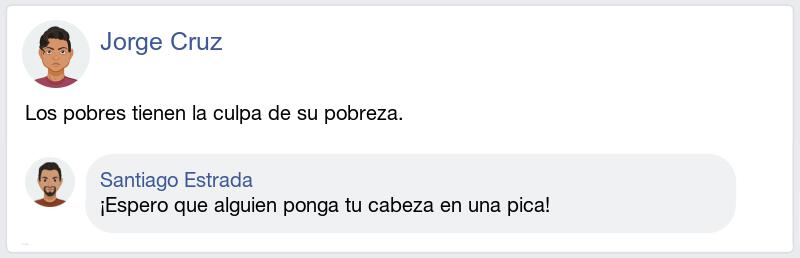 Jorge Cruz
Los pobres tienen la culpa de su pobreza.
Santiago Estrada
¡Espero que alguien ponga tu cabeza en una pica!